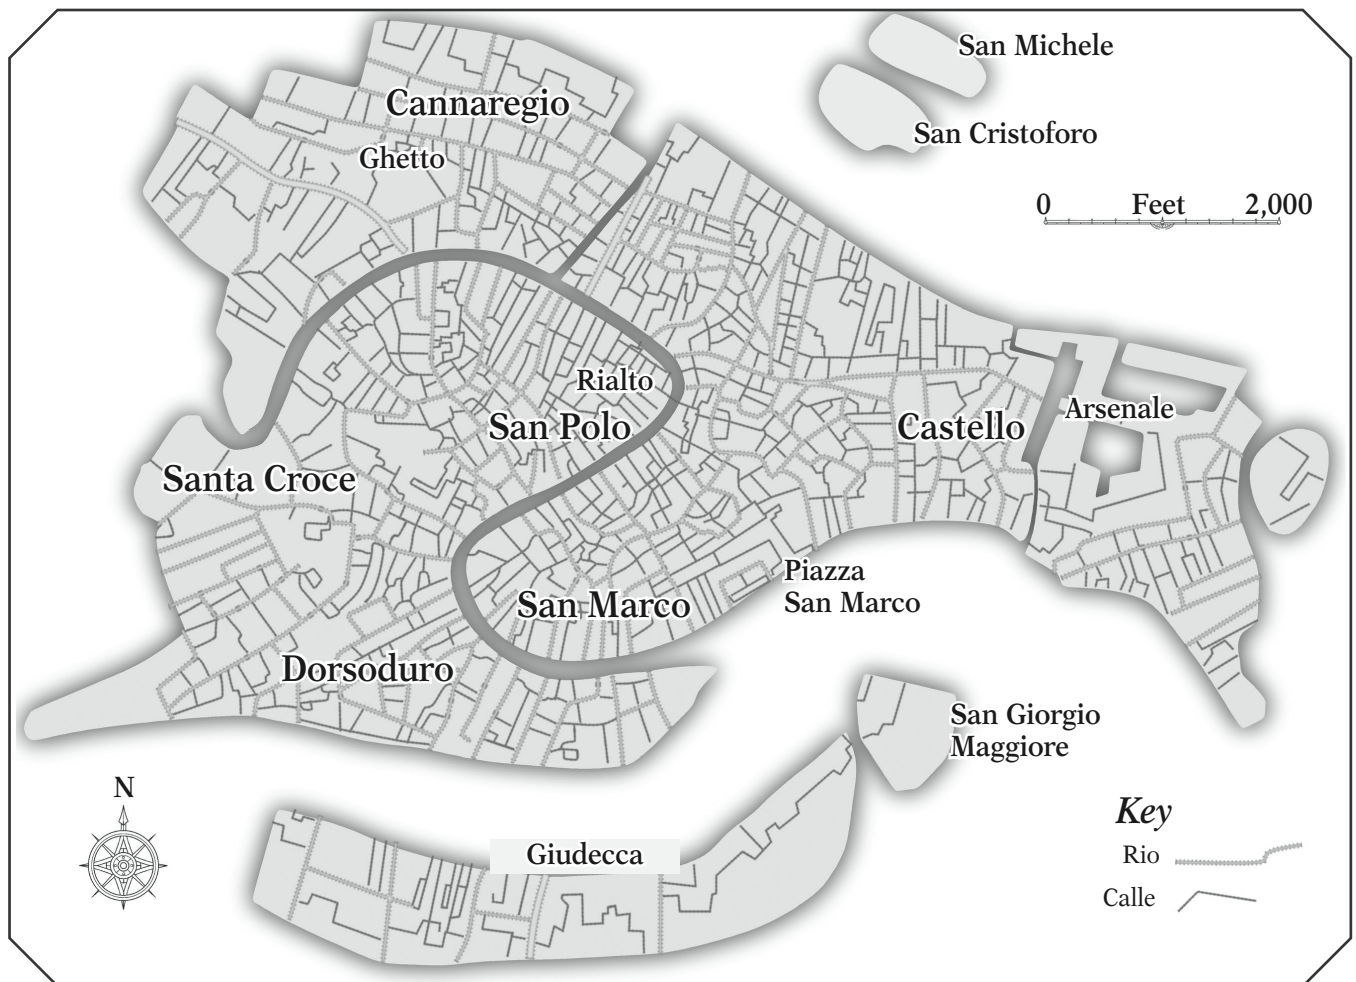 San Michele
Cannaregio
San Cristoforo
Ghetto
0 Feet 2,000
Rialto
Arsenale
San Polo
Castello
Santa Croce
Piazza
San Marco
San Marco
Dorsoduro
San Giorgio
Maggiore
N
Key
Giudecca
Rio
Calle